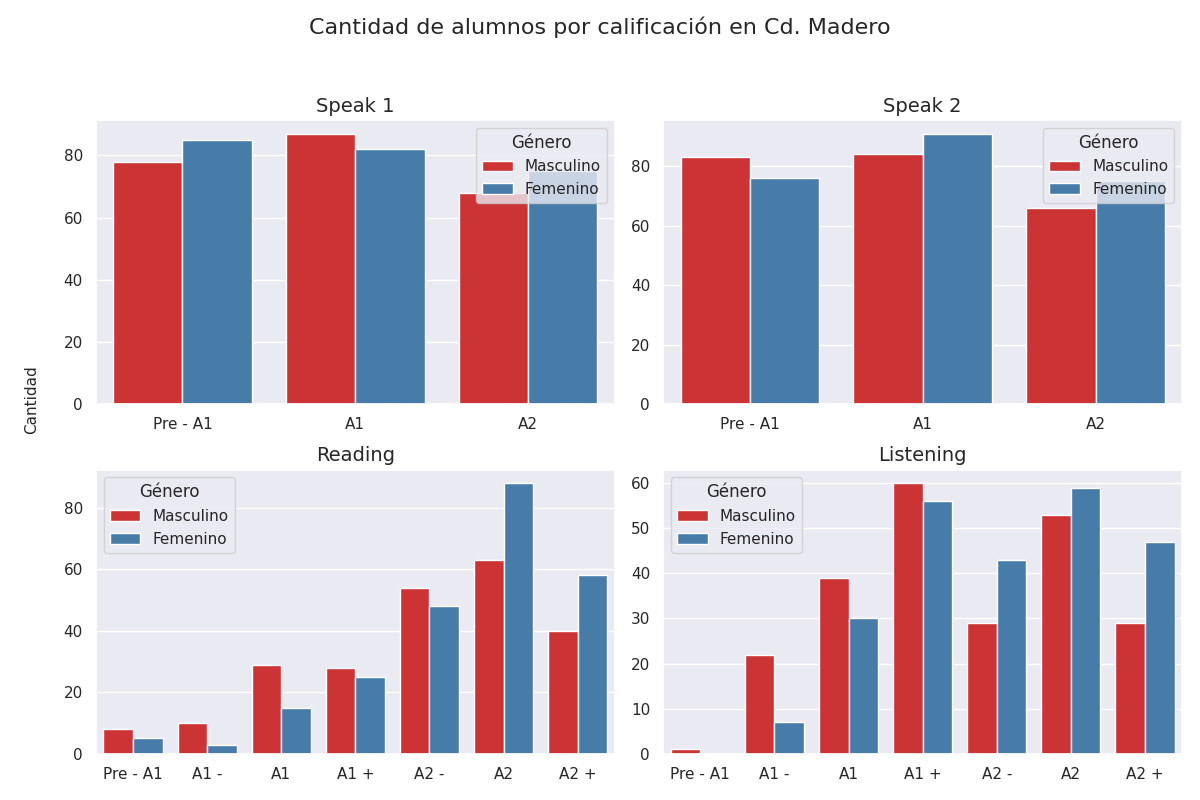 Cantidad de alumnos por calificación en Cd. Madero
Speak 1
Género
Masculino
Femenino
80
60
40
20
0
Pre - A1 A1 A2
Speak 2
Género
Masculino
Femenino
80
60
40
20
0
Pre - A1 A1 A2
Cantidad
Reading
Género
Masculino
Femenino
80
60
40
20
0
Pre - A1 A1 - A1 A1 + A2 - A2 A2 +
Listening
Género
Masculino
Femenino
60
50
40
30
20
10
0
Pre - A1 A1 - A1 A1 + A2 - A2 A2 +